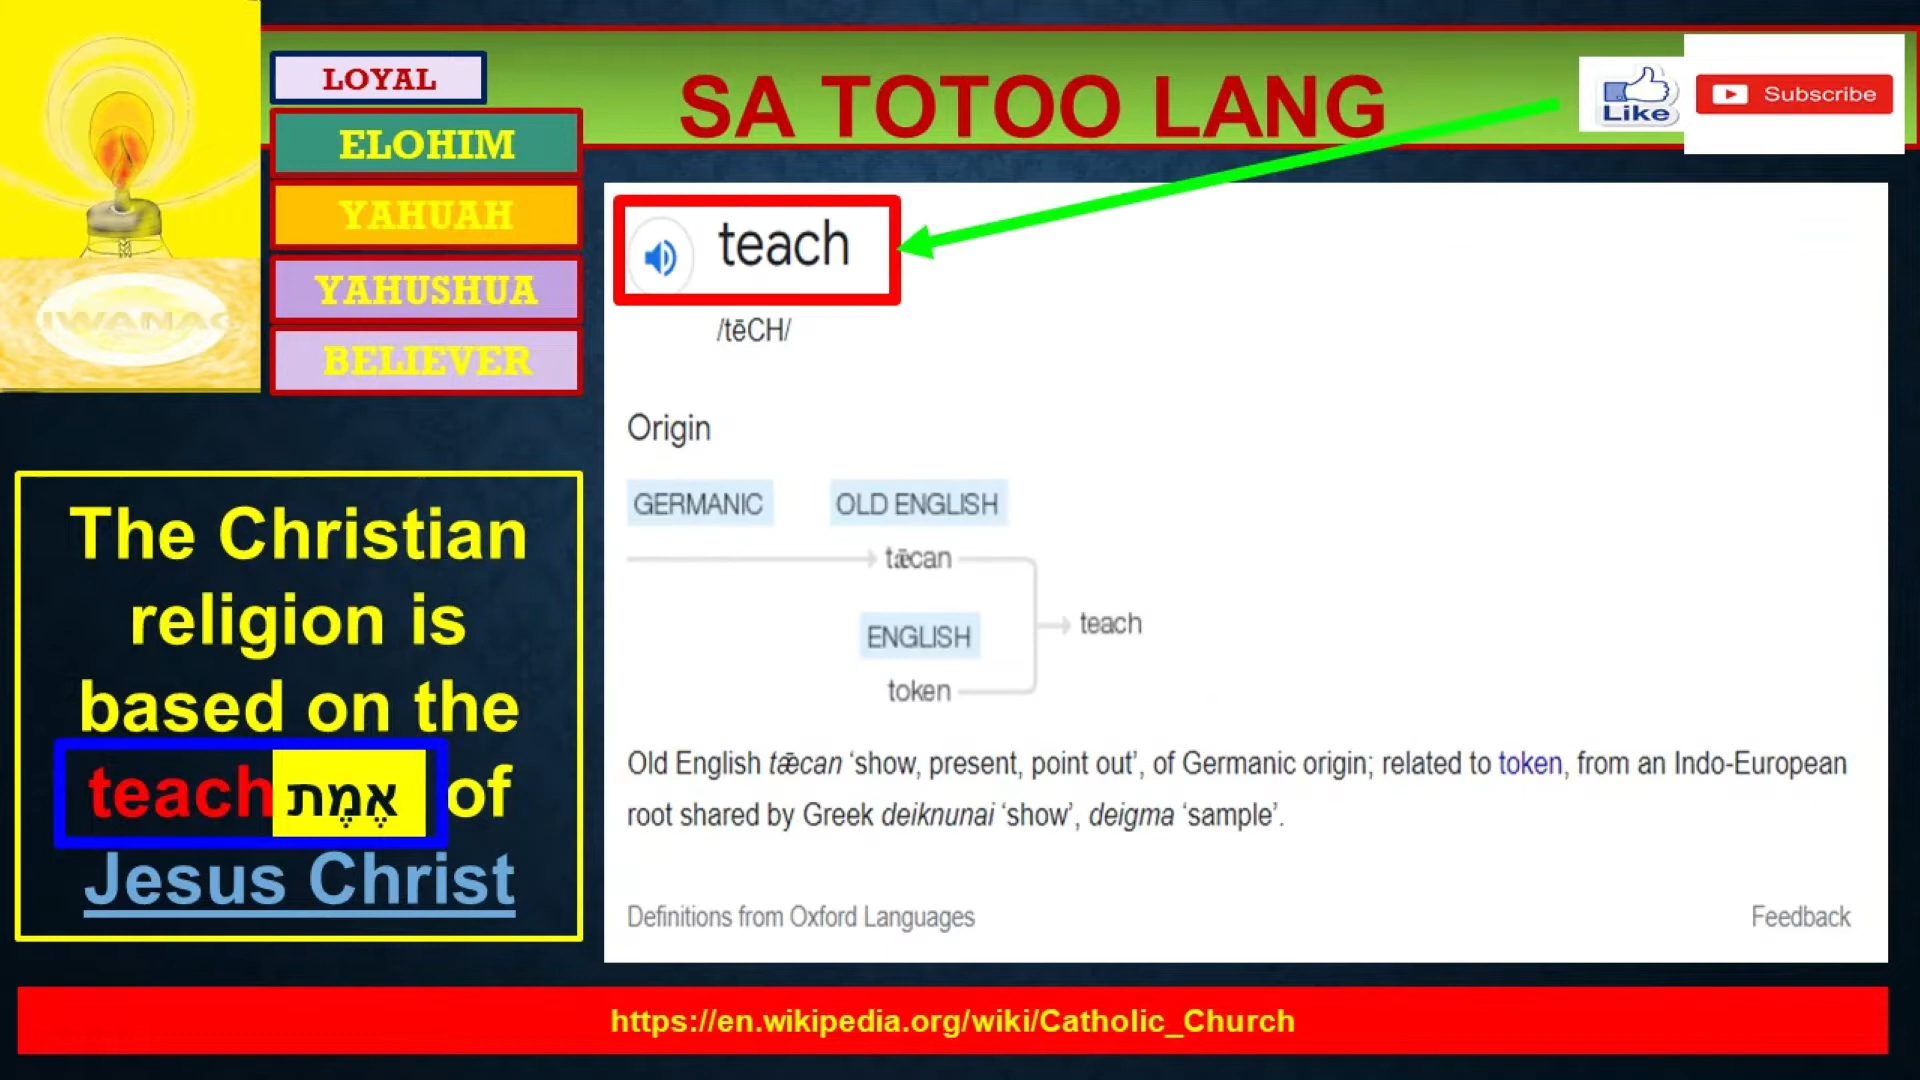 LOYAL
ELOHIM
YAHUAH
YAHUSHUA
BELIEVER
IWANAG
SA TOTOO LANG
Like
Subscribe
teach
/tēCH/
Origin
GERMANIC OLD ENGLISH
tǣcan
ENGLISH
teach
token
Old English tǣcan ‘show, present, point out’, of Germanic origin; related to token, from an Indo-European
root shared by Greek deiknunai ‘show’, deigma ‘sample’.
Definitions from Oxford Languages Feedback
The Christian
religion is
based on the
teach אֱמֶת of
Jesus Christ
https://en.wikipedia.org/wiki/Catholic_Church